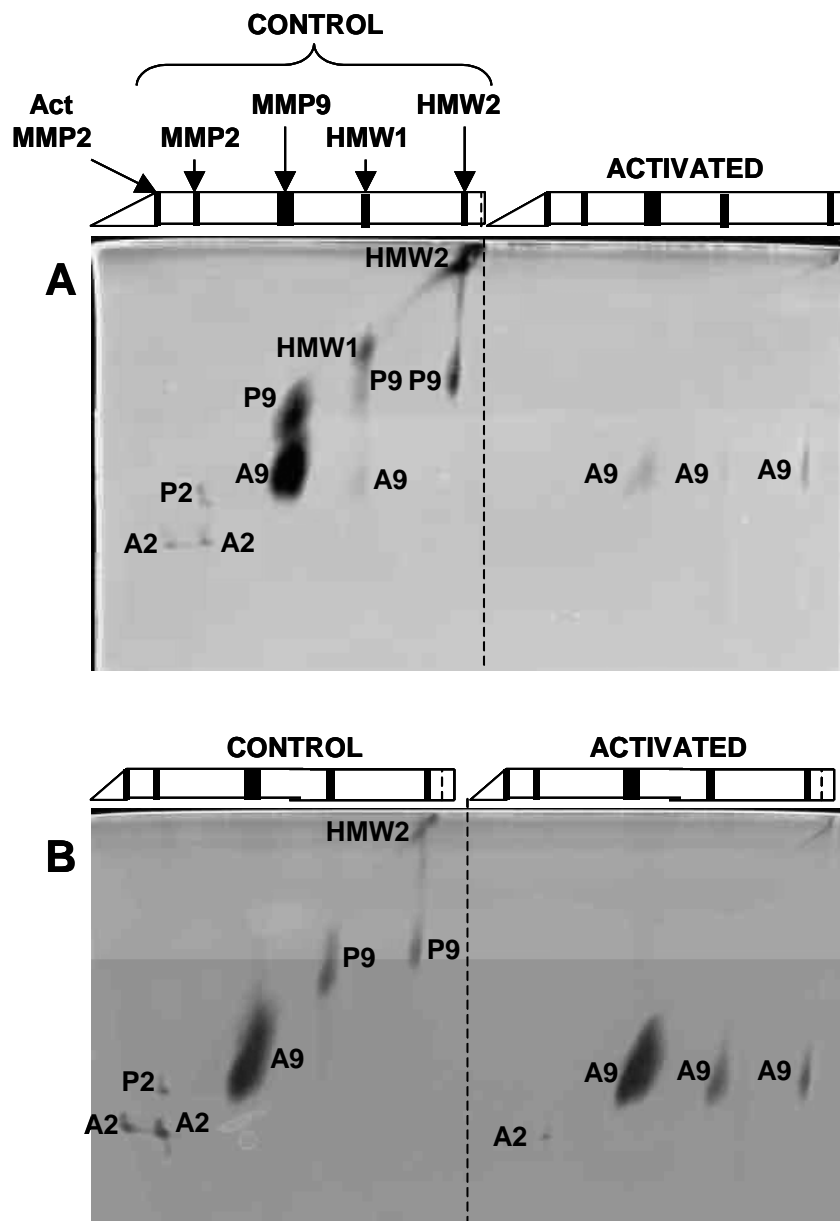 CONTROL
Act
MMP2
MMP2
MMP9
HMW1
HMW2
ACTIVATED
A
HMW2
HMW1
P9 P9
P9
A9
A9
P2
A2
A2
A9
A9
A9
CONTROL
ACTIVATED
B
HMW2
P9
P9
A9
P2
A2
A2
A9
A9
A9
A2